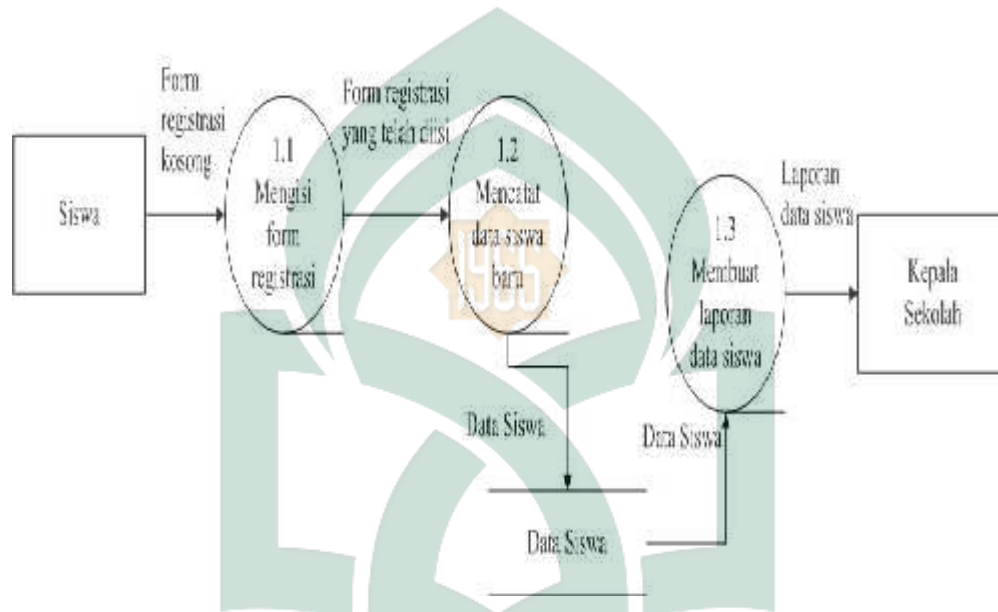 Siswa
Form
registrasi
kosong
1.1
Mengisi
form
registrasi
Form registrasi
yang telah diisi
1.2
Mencatat
data siswa
baru
1965
Data Siswa
Data Siswa
Data Siswa
1.3
Membuat
laporan
data siswa
Laporan
data siswa
Kepala
Sekolah